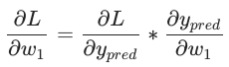 ∂L/∂w₁ = ∂L/∂y_pred * ∂y_pred/∂w₁